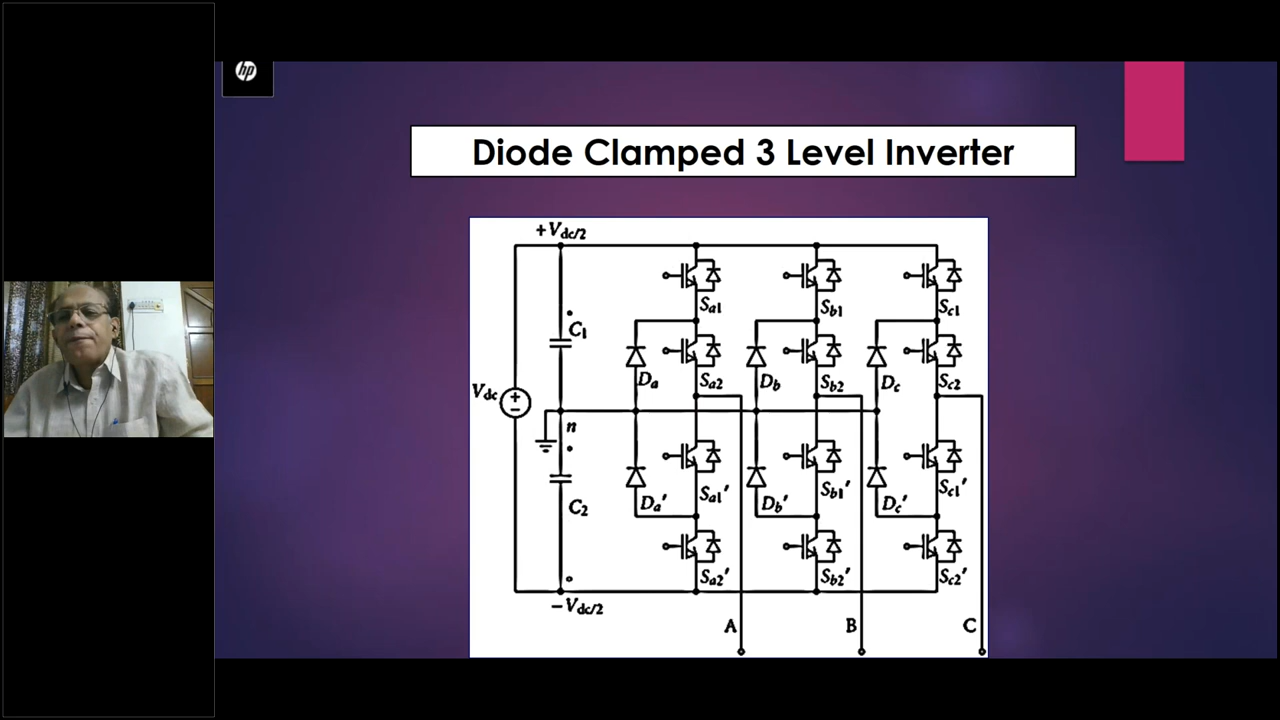 hp
Diode Clamped 3 Level Inverter
+Vdc/2
Sa1
Sb1
Sc1
C1
Da
Sa2
Db
Sb2
Dc
Sc2
Vdc
+
−
n
C2
Da'
Sa1'
Db'
Sb1'
Dc'
Sc1'
Sa2'
Sb2'
Sc2'
−Vdc/2
A
B
C